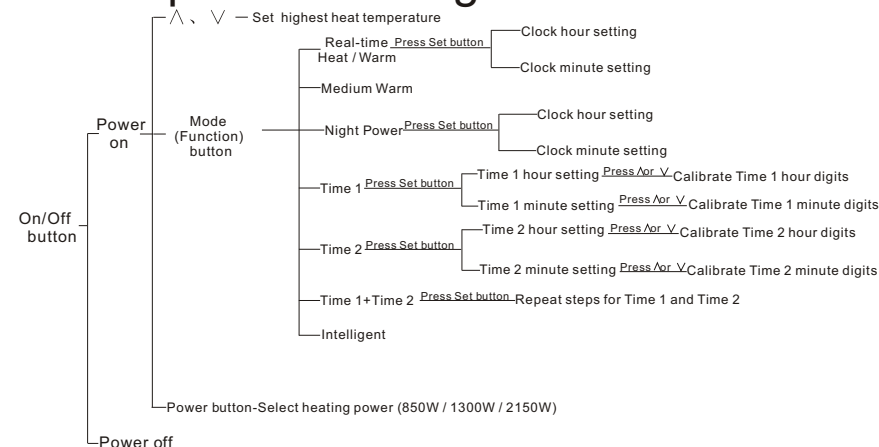 Λ 、 V — Set highest heat temperature
Real-time Heat / Warm
Press Set button
Clock hour setting
Clock minute setting
Medium Warm
Power on
Mode (Function) button
Night Power
Press Set button
Clock hour setting
Clock minute setting
Time 1
Press Set button
Time 1 hour setting Press Λor V Calibrate Time 1 hour digits
Time 1 minute setting Press Λor V Calibrate Time 1 minute digits
On/Off button
Time 2
Press Set button
Time 2 hour setting Press Λor V Calibrate Time 2 hour digits
Time 2 minute setting Press Λor V Calibrate Time 2 minute digits
Time 1+Time 2 Press Set button Repeat steps for Time 1 and Time 2
Intelligent
Power button-Select heating power (850W / 1300W / 2150W)
Power off